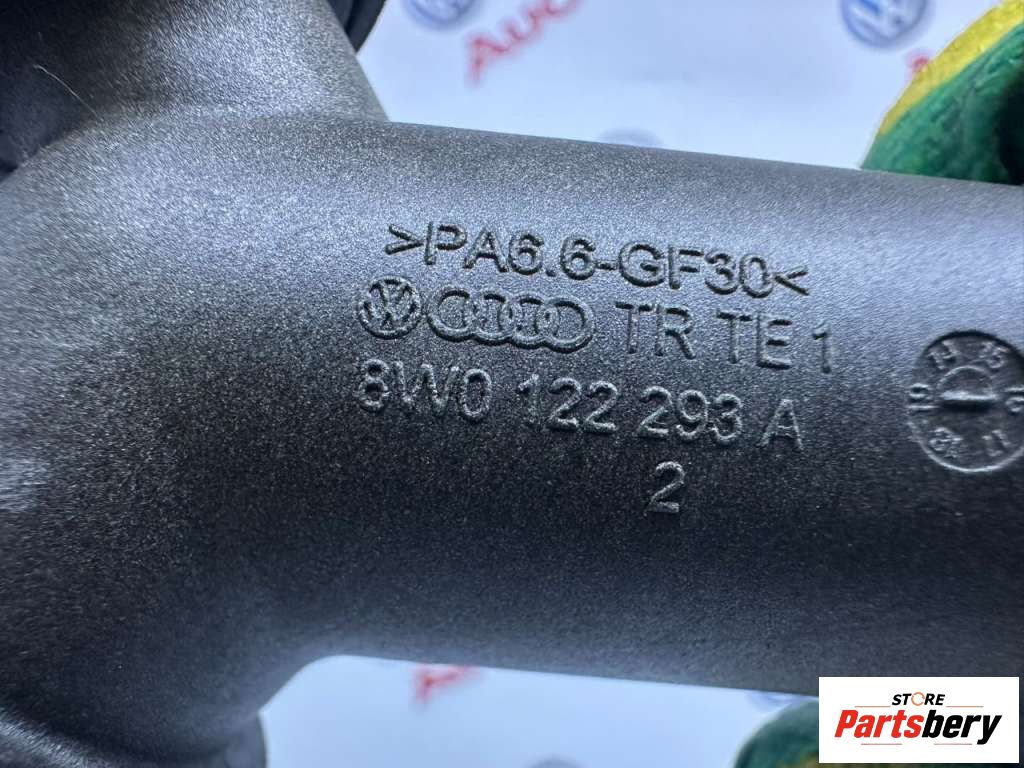 >PA6.6-GF30<
TR TE 1
8W0 122 293 A
2
STORE
Partsbery